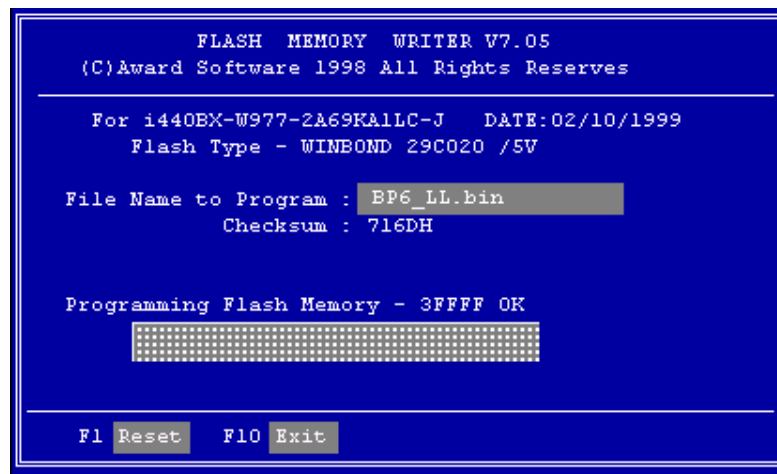 FLASH MEMORY WRITER V7.05
(C)Award Software 1998 All Rights Reserves
For i440BX-W977-2A69KA1LC-J DATE:02/10/1999
Flash Type - WINBOND 29C020 /5V
File Name to Program : BP6_LL.bin
Checksum : 716DH
Programming Flash Memory - 3FFFF OK
F1 Reset F10 Exit